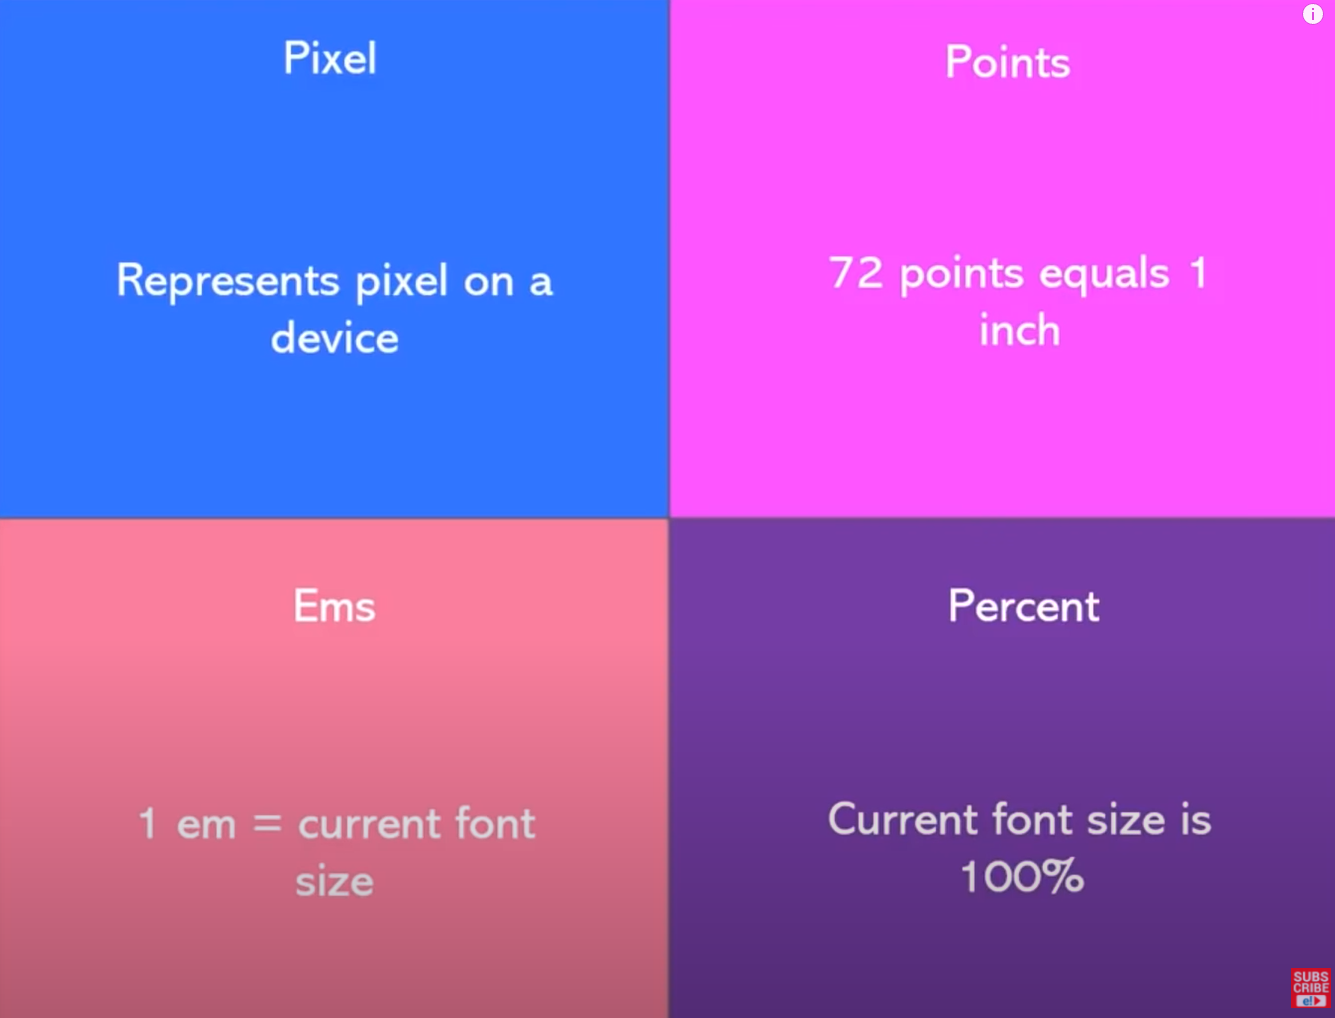 Pixel
Points
Represents pixel on a
device
72 points equals 1
inch
Ems
Percent
1 em = current font
size
Current font size is
100%
SUBS
CRIBE
e!